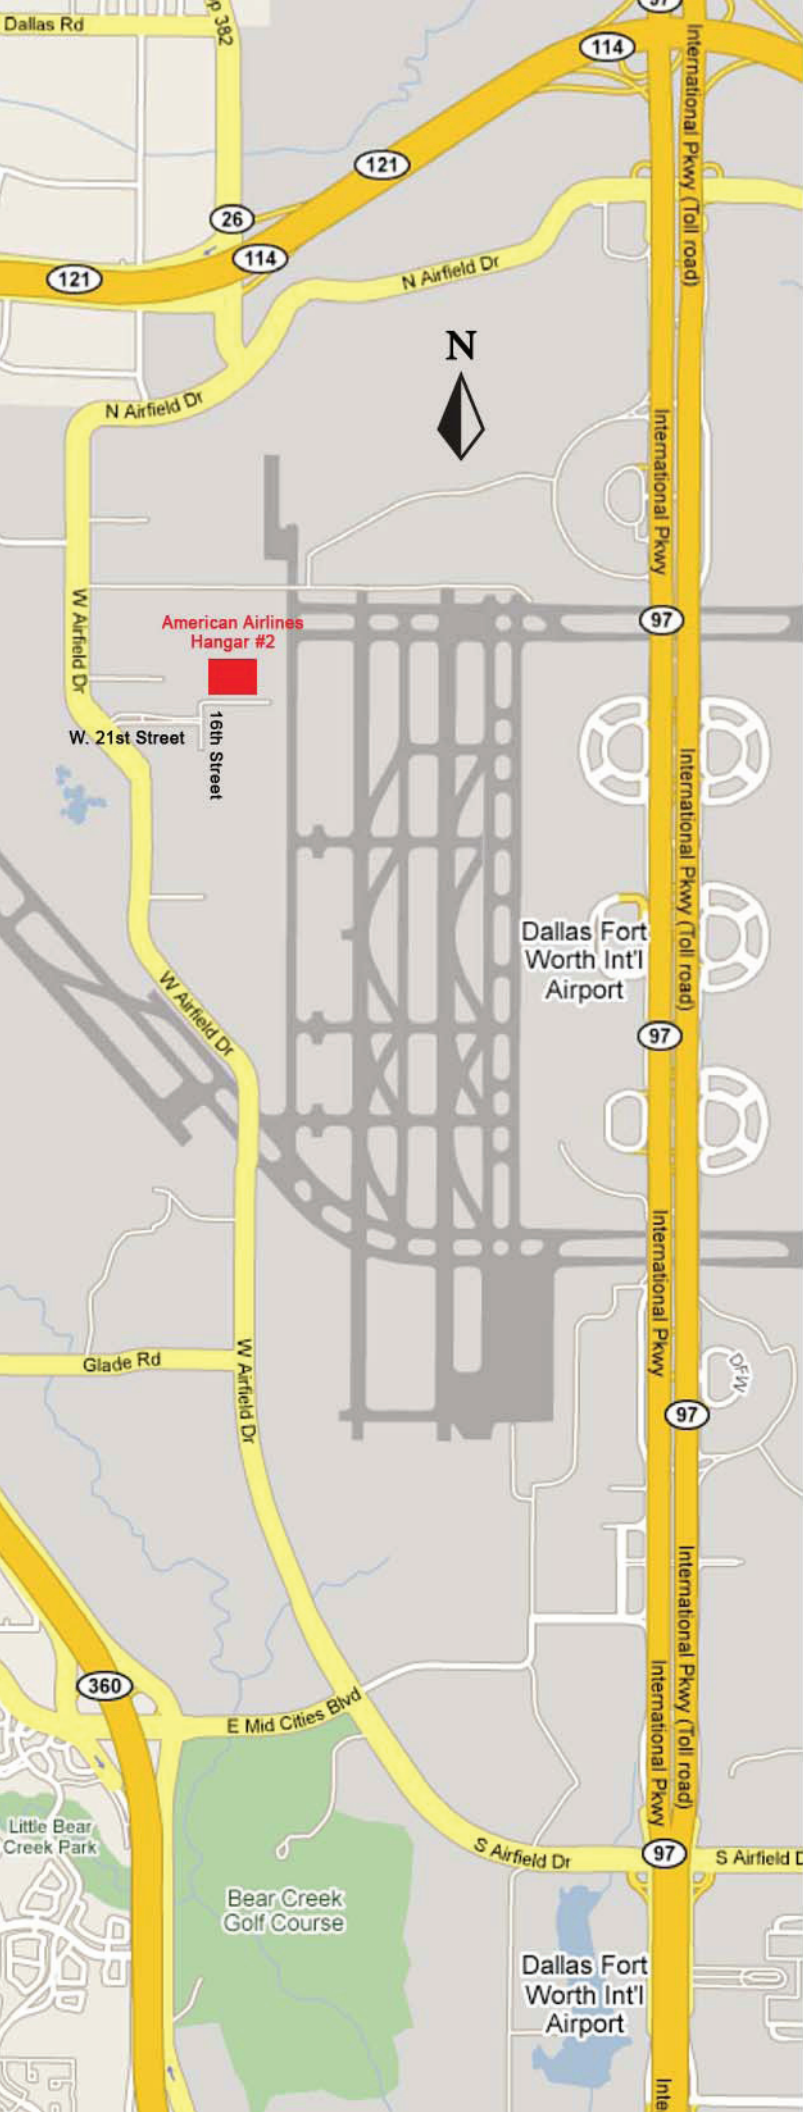 97
Dallas Rd
p 382
114
International Pkwy (Toll road)
121
26
114
121
N Airfield Dr
N
N Airfield Dr
International Pkwy
W Airfield Dr
American Airlines
Hangar #2
97
W. 21st Street
16th Street
International Pkwy (Toll road)
Dallas Fort
Worth Int'l
Airport
W Airfield Dr
97
International Pkwy
Glade Rd
W Airfield Dr
DFW
97
International Pkwy (Toll road)
360
International Pkwy
E Mid Cities Blvd
Little Bear
Creek Park
S Airfield Dr
97
S Airfield D
Bear Creek
Golf Course
Dallas Fort
Worth Int'l
Airport
Inte